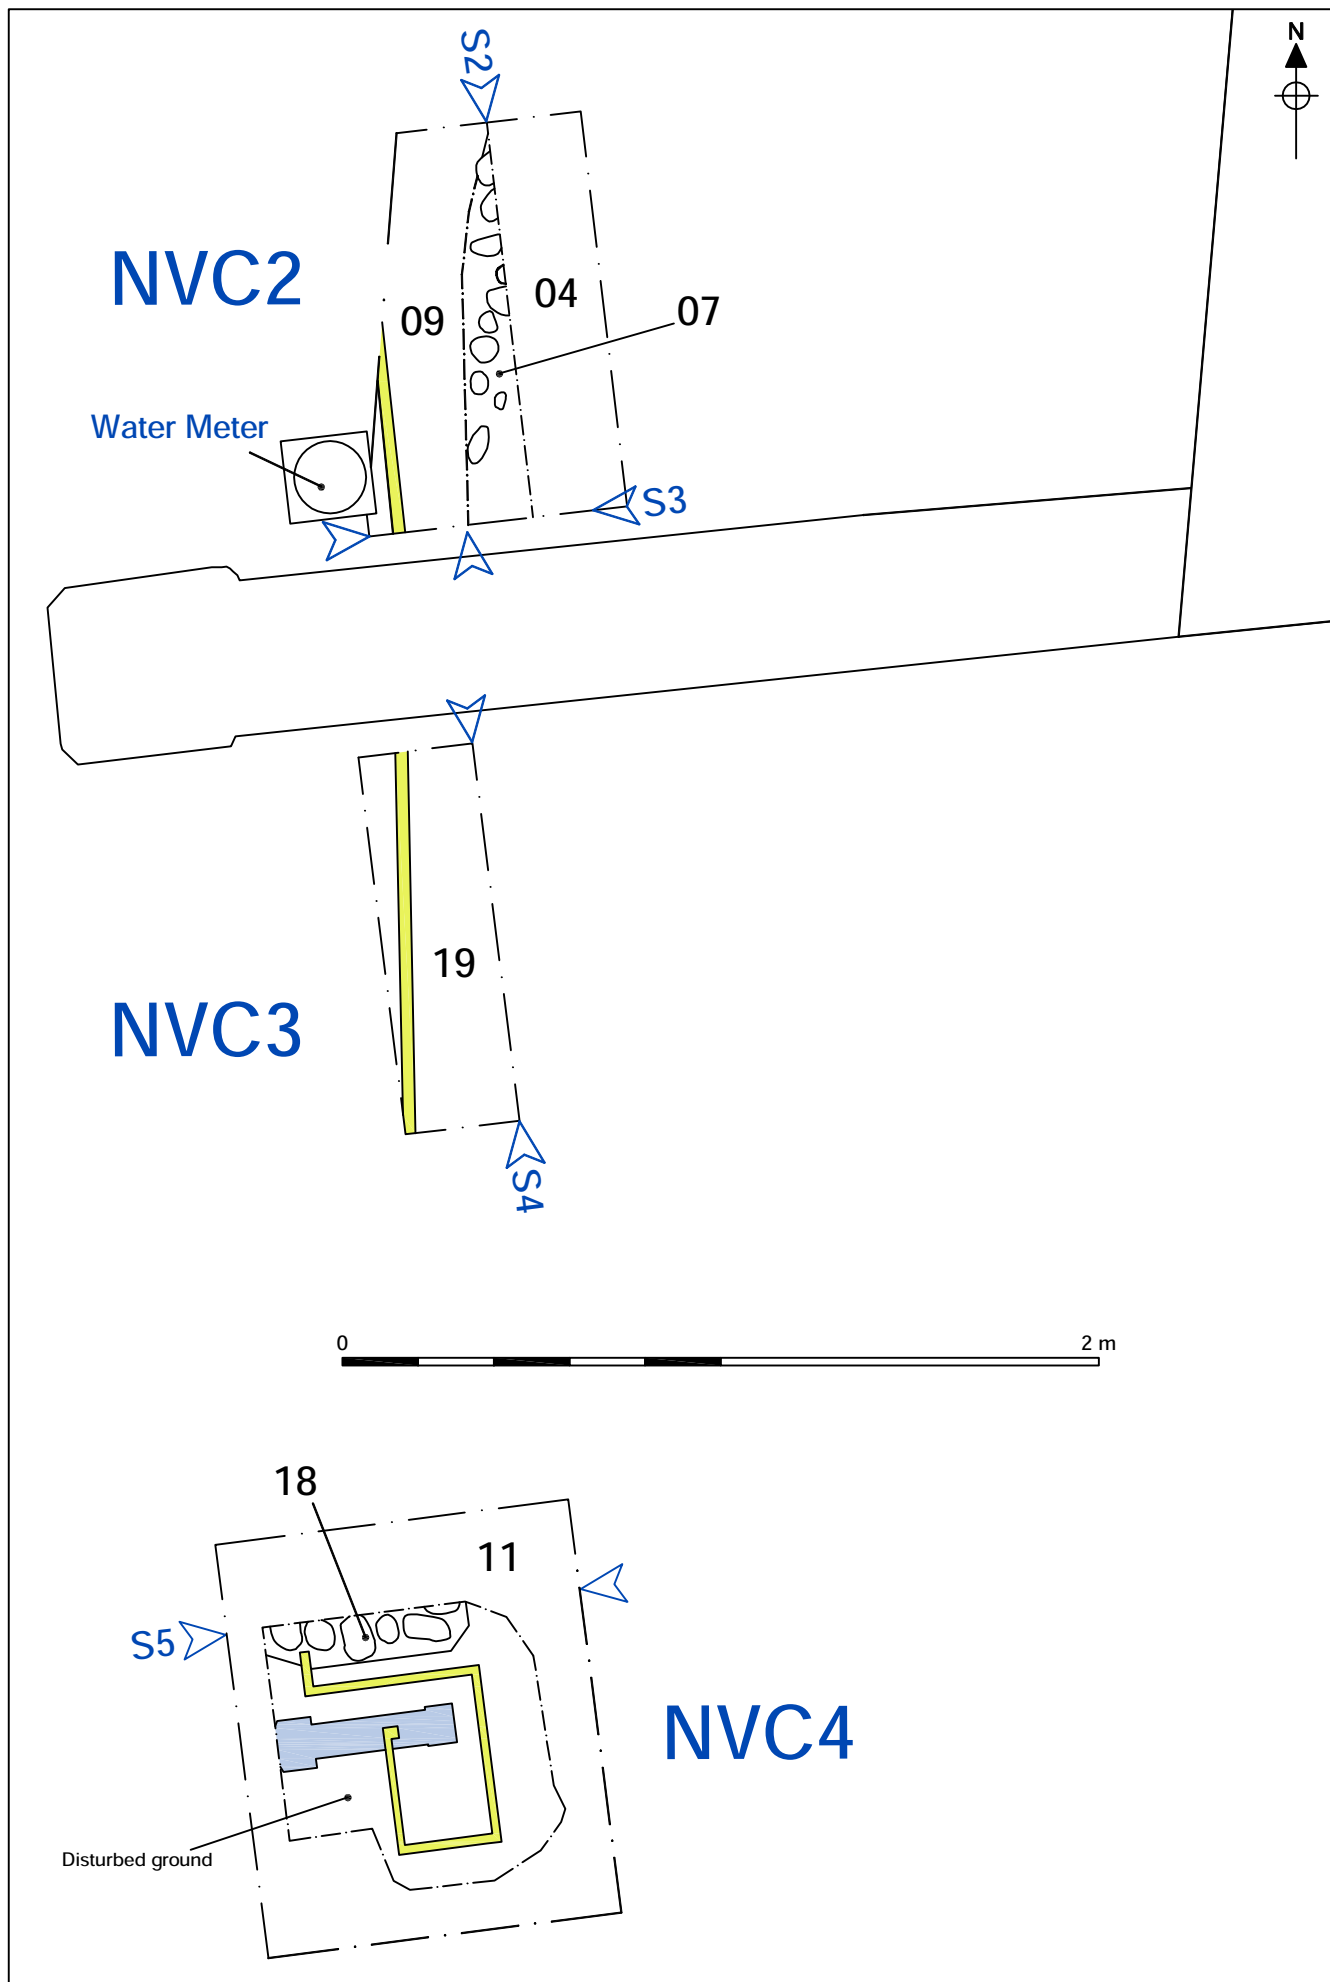 N
S2
NVC2
04
09
07
Water Meter
S3
19
NVC3
S4
0
2 m
18
11
S5
NVC4
Disturbed ground